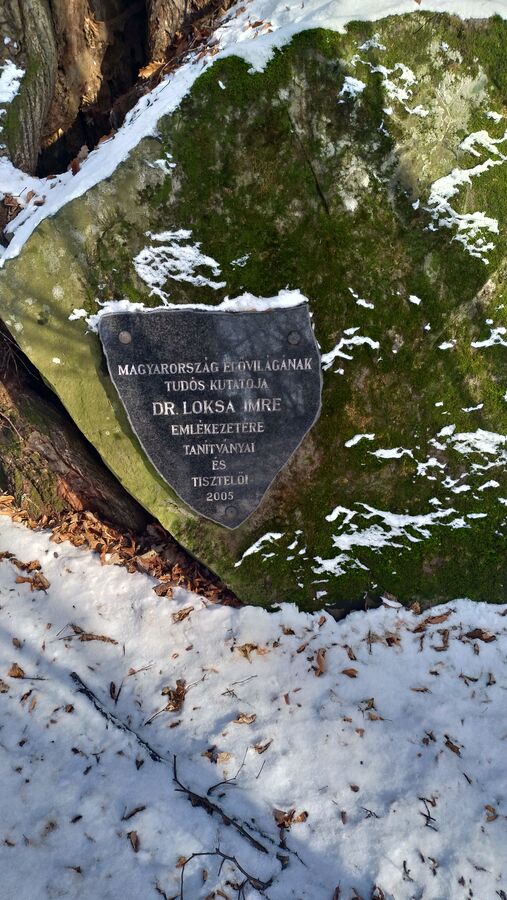 MAGYARORSZÁG ÉLŐVILÁGÁNAK
TUDÓS KUTATÓJA
DR. LOKSA IMRE
EMLÉKEZETÉRE
TANÍTVÁNYAI
ÉS
TISZTELŐI
2005